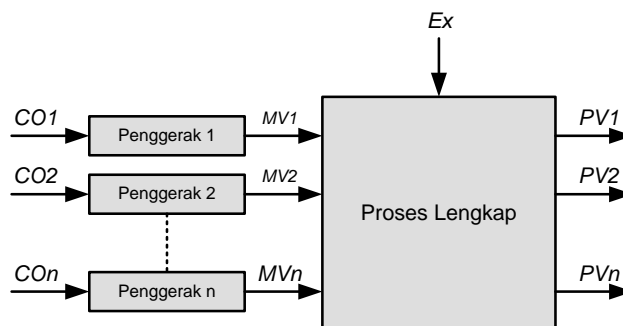 Ex
CO1
Penggerak 1
MV1
PV1
CO2
Penggerak 2
MV2
PV2
Proses Lengkap
COn
Penggerak n
MVn
PVn